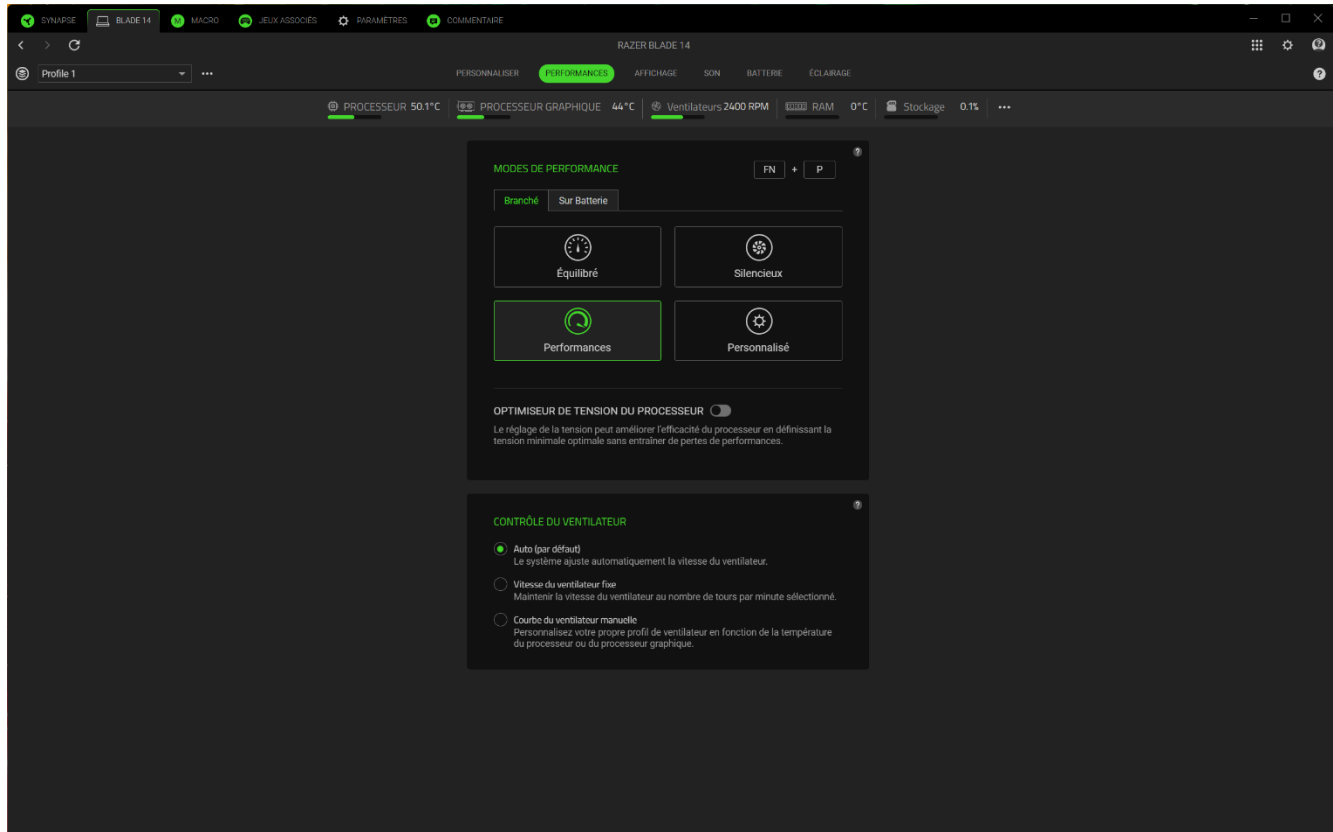 SYNAPSE BLADE 14 MACRO JEUX ASSOCIÉS PARAMÈTRES COMMENTAIRE
RAZER BLADE 14
Profile 1 PERSONNALISER PERFORMANCES AFFICHAGE SON BATTERIE ÉCLAIRAGE
PROCESSEUR 50.1°C PROCESSEUR GRAPHIQUE 44°C Ventilateurs 2400 RPM RAM 0°C Stockage 0.1%
MODES DE PERFORMANCE FN + P
Branché Sur Batterie
Équilibré Silencieux
Performances Personnalisé
OPTIMISEUR DE TENSION DU PROCESSEUR
Le réglage de la tension peut améliorer l'efficacité du processeur en définissant la
tension minimale optimale sans entraîner de pertes de performances.
CONTRÔLE DU VENTILATEUR
Auto (par défaut)
Le système ajuste automatiquement la vitesse du ventilateur.
Vitesse du ventilateur fixe
Maintenir la vitesse du ventilateur au nombre de tours par minute sélectionné.
Courbe du ventilateur manuelle
Personnalisez votre propre profil de ventilateur en fonction de la température
du processeur ou du processeur graphique.